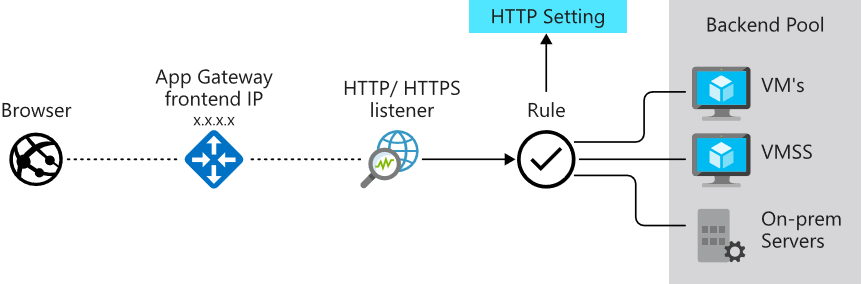 HTTP Setting
Backend Pool
Browser
App Gateway
frontend IP
x.x.x.x
HTTP/ HTTPS
listener
Rule
VM's
VMSS
On-prem
Servers